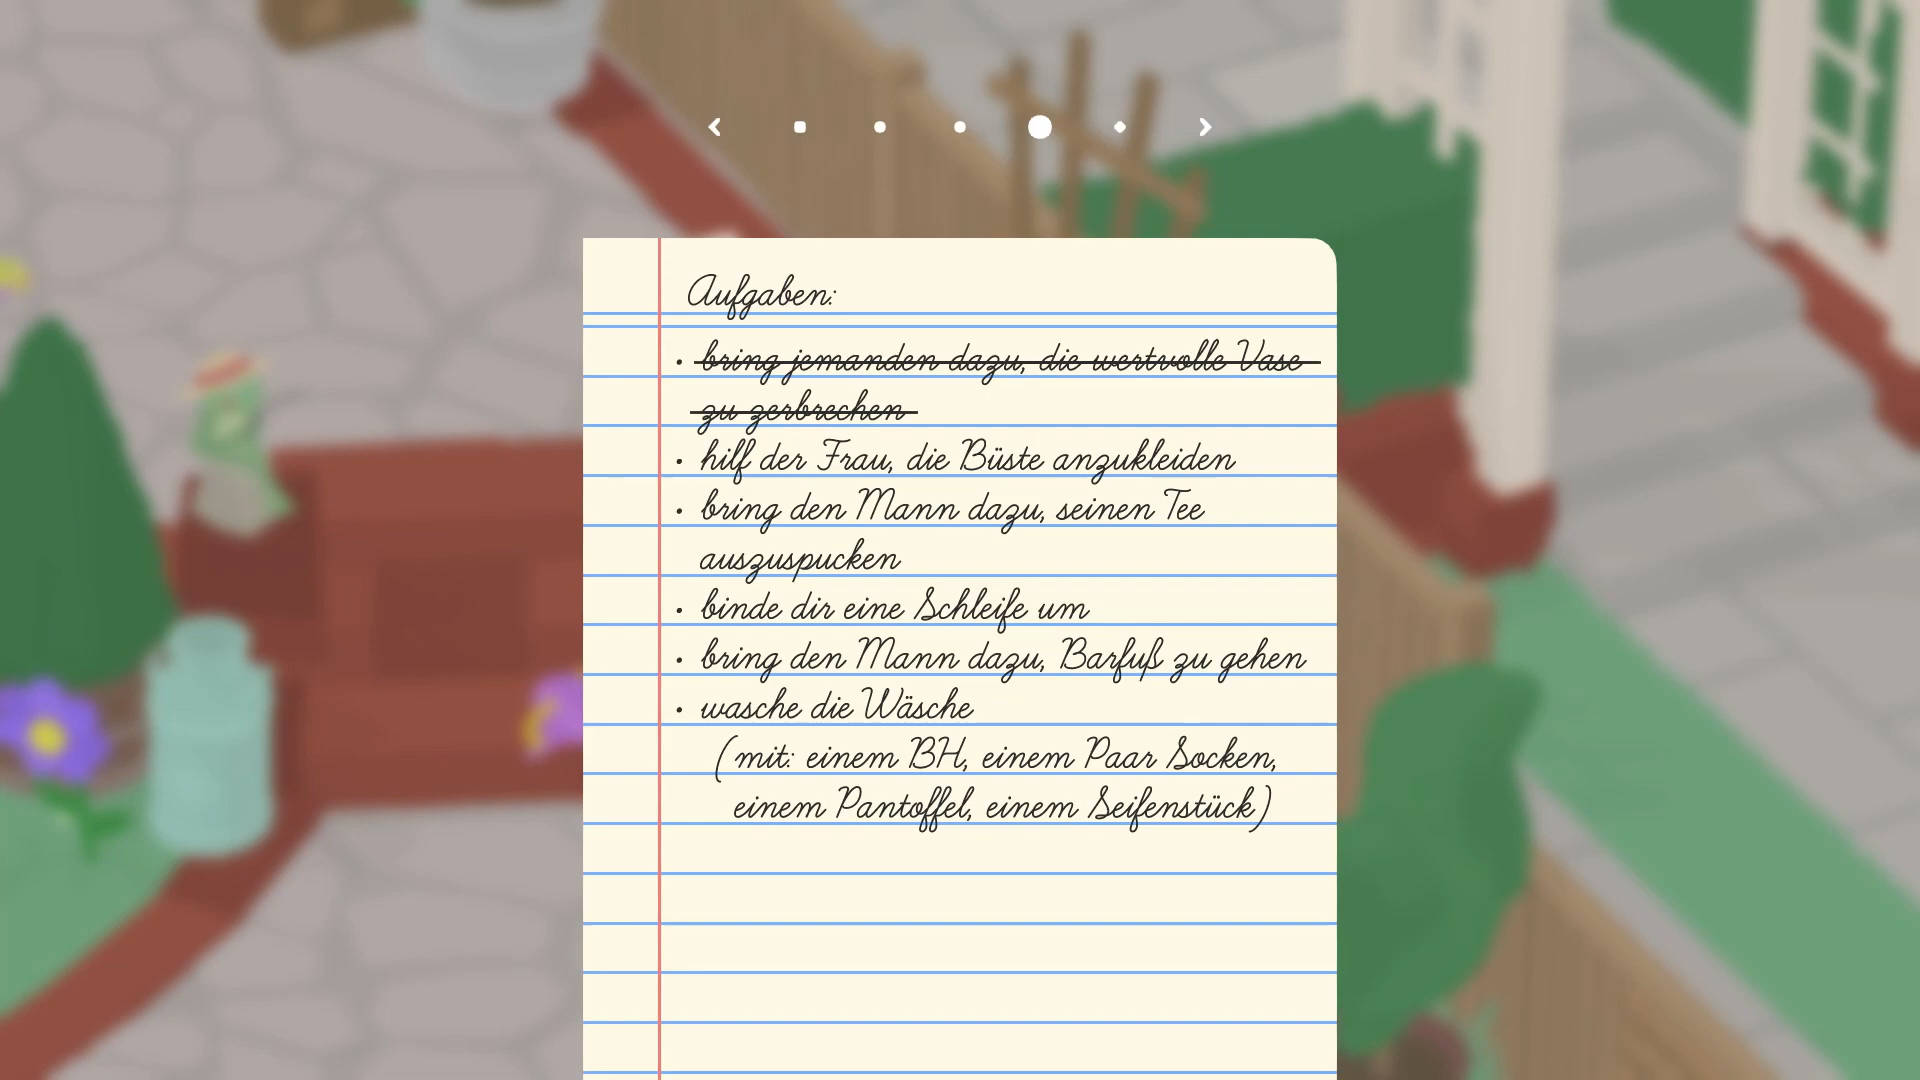 Aufgaben:
• bring jemanden dazu, die wertvolle Vase
zu zerbrechen
• hilf der Frau, die Büste anzukleiden
• bring den Mann dazu, seinen Tee
auszuspucken
• binde dir eine Schleife um
• bring den Mann dazu, Barfuß zu gehen
• wasche die Wäsche
(mit: einem BH, einem Paar Socken,
einem Pantoffel, einem Seifenstück)